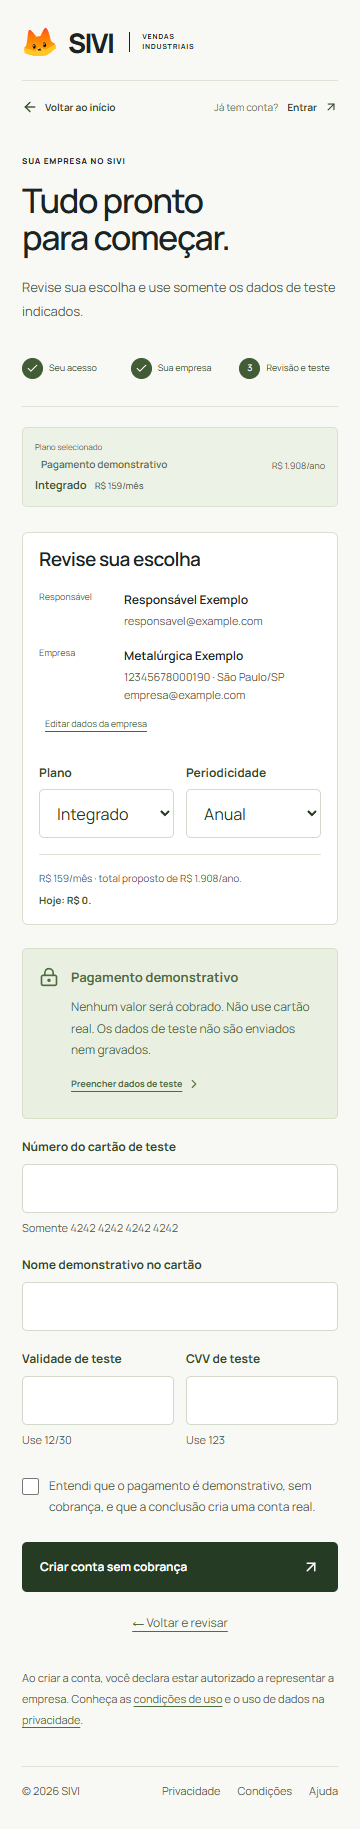 SIVI
VENDAS
INDUSTRIAIS
← Voltar ao início
Já tem conta? Entrar ↗
SUA EMPRESA NO SIVI
Tudo pronto
para começar.
Revise sua escolha e use somente os dados de teste
indicados.
Seu acesso
Sua empresa
3 Revisão e teste
Plano selecionado
Pagamento demonstrativo
R$ 1.908/ano
Integrado R$ 159/mês
Revise sua escolha
Responsável
Responsável Exemplo
responsavel@example.com
Empresa
Metalúrgica Exemplo
12345678000190 · São Paulo/SP
empresa@example.com
Editar dados da empresa
Plano
Periodicidade
Integrado
Anual
R$ 159/mês · total proposto de R$ 1.908/ano.
Hoje: R$ 0.
Pagamento demonstrativo
Nenhum valor será cobrado. Não use cartão
real. Os dados de teste não são enviados
nem gravados.
Preencher dados de teste
Número do cartão de teste
Somente 4242 4242 4242 4242
Nome demonstrativo no cartão
Validade de teste
CVV de teste
Use 12/30
Use 123
Entendi que o pagamento é demonstrativo, sem
cobrança, e que a conclusão cria uma conta real.
Criar conta sem cobrança ↗
← Voltar e revisar
Ao criar a conta, você declara estar autorizado a representar a
empresa. Conheça as condições de uso e o uso de dados na
privacidade.
© 2026 SIVI
Privacidade
Condições
Ajuda